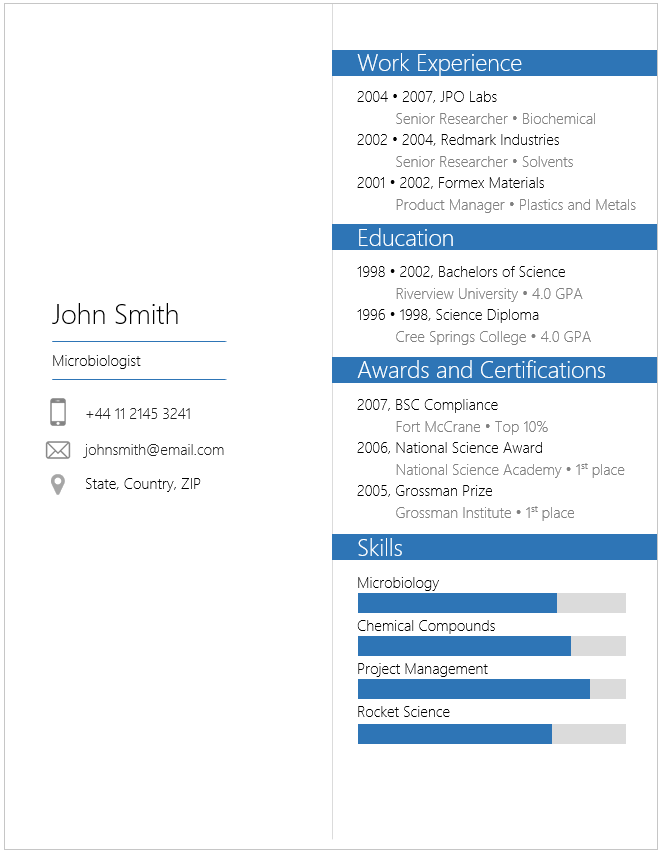 John Smith
Microbiologist
+44 11 2145 3241
johnsmith@email.com
State, Country, ZIP
Work Experience
2004 • 2007, JPO Labs
Senior Researcher • Biochemical
2002 • 2004, Redmark Industries
Senior Researcher • Solvents
2001 • 2002, Formex Materials
Product Manager • Plastics and Metals
Education
1998 • 2002, Bachelors of Science
Riverview University • 4.0 GPA
1996 • 1998, Science Diploma
Cree Springs College • 4.0 GPA
Awards and Certifications
2007, BSC Compliance
Fort McCrane • Top 10%
2006, National Science Award
National Science Academy • 1st place
2005, Grossman Prize
Grossman Institute • 1st place
Skills
Microbiology
Chemical Compounds
Project Management
Rocket Science